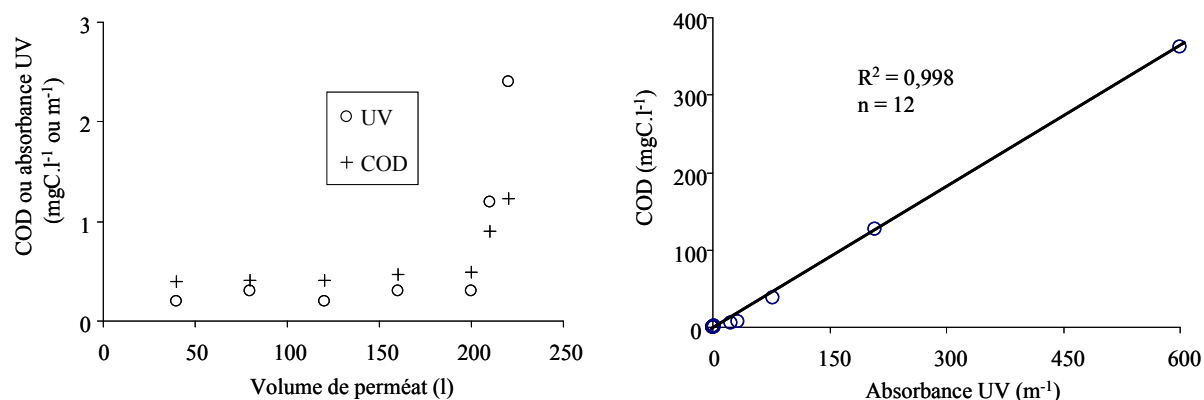 COD ou absorbance UV
(mgC.l⁻¹ ou m⁻¹)
3
2
1
0
UV
COD
0 50 100 150 200 250
Volume de perméat (l)
COD (mgC.l⁻¹)
400
300
200
100
0
R² = 0,998
n = 12
0 150 300 450 600
Absorbance UV (m⁻¹)